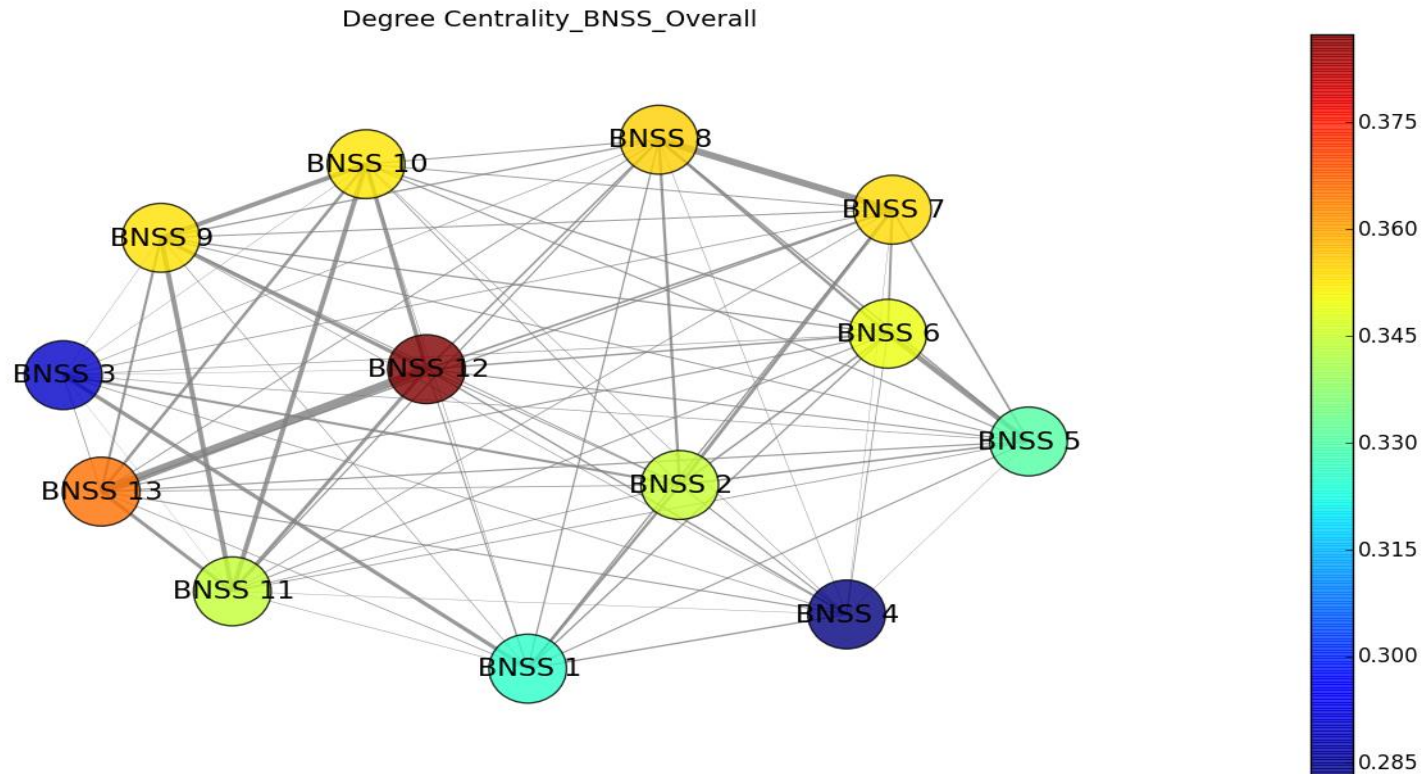 Degree Centrality_BNSS_Overall
BNSS 8
BNSS 10
BNSS 7
BNSS 9
BNSS 6
BNSS 12
BNSS 3
BNSS 5
BNSS 2
BNSS 13
BNSS 11
BNSS 4
BNSS 1
0.375
0.360
0.345
0.330
0.315
0.300
0.285